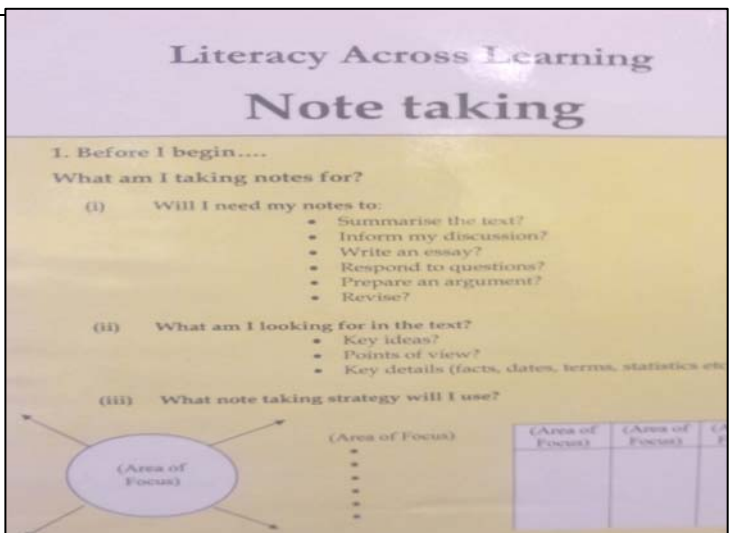 Literacy Across Learning
Note taking
1. Before I begin....
What am I taking notes for?
(i) Will I need my notes to:
• Summarise the text?
• Inform my discussion?
• Write an essay?
• Respond to questions?
• Prepare an argument?
• Revise?
(ii) What am I looking for in the text?
• Key ideas?
• Points of view?
• Key details (facts, dates, terms, statistics etc
(iii) What note taking strategy will I use?
(Area of
Focus)
(Area of Focus)
•
•
•
•
•
•
(Area of
Focus)
(Area of
Focus)